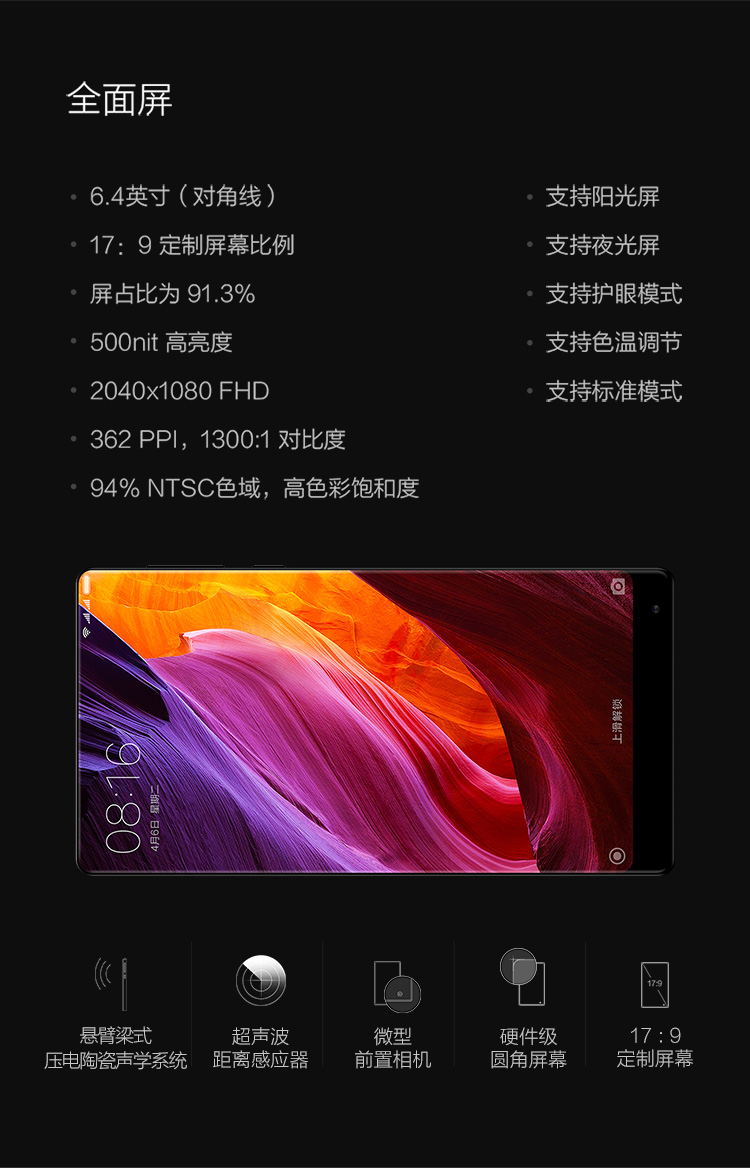 全面屏
6.4英寸（对角线）
17：9 定制屏幕比例
屏占比为 91.3%
500nit 高亮度
2040x1080 FHD
362 PPI，1300:1 对比度
94% NTSC色域，高色彩饱和度
支持阳光屏
支持夜光屏
支持护眼模式
支持色温调节
支持标准模式
08:16
4月6日 星期二
上滑解锁
悬臂梁式
压电陶瓷声学系统
超声波
距离感应器
微型
前置相机
硬件级
圆角屏幕
17:9
17 : 9
定制屏幕